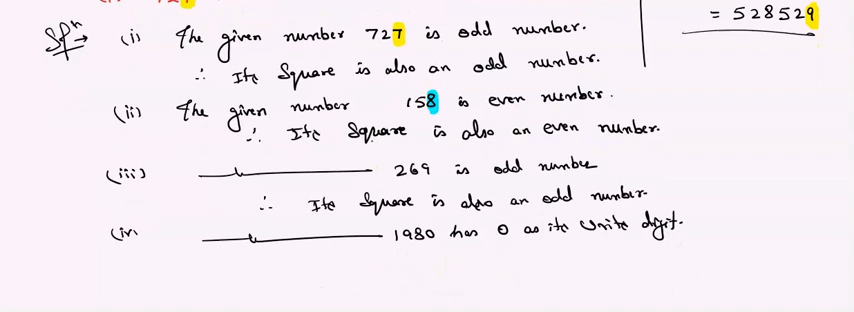 = 528529
Solⁿ → (i) The given number 727 is odd number.
∴ Its Square is also an odd number.
(ii) The given number 158 is even number.
∴ Its Square is also an even number.
(iii) 269 is odd number
∴ Its Square is also an odd number.
(iv) 1980 has 0 as its Units digit.